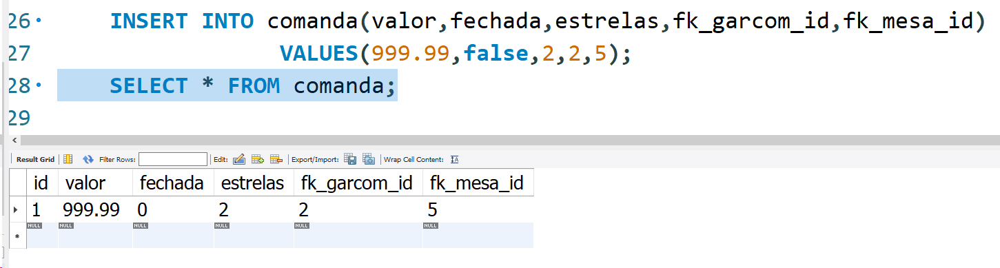 26 INSERT INTO comanda(valor,fechada,estrelas,fk_garcom_id,fk_mesa_id)
27 VALUES(999.99,false,2,2,5);
28 SELECT * FROM comanda;
29
Result Grid Filter Rows: Edit: Export/Import: Wrap Cell Content:
id valor fechada estrelas fk_garcom_id fk_mesa_id
1 999.99 0 2 2 5
* NULL NULL NULL NULL NULL NULL